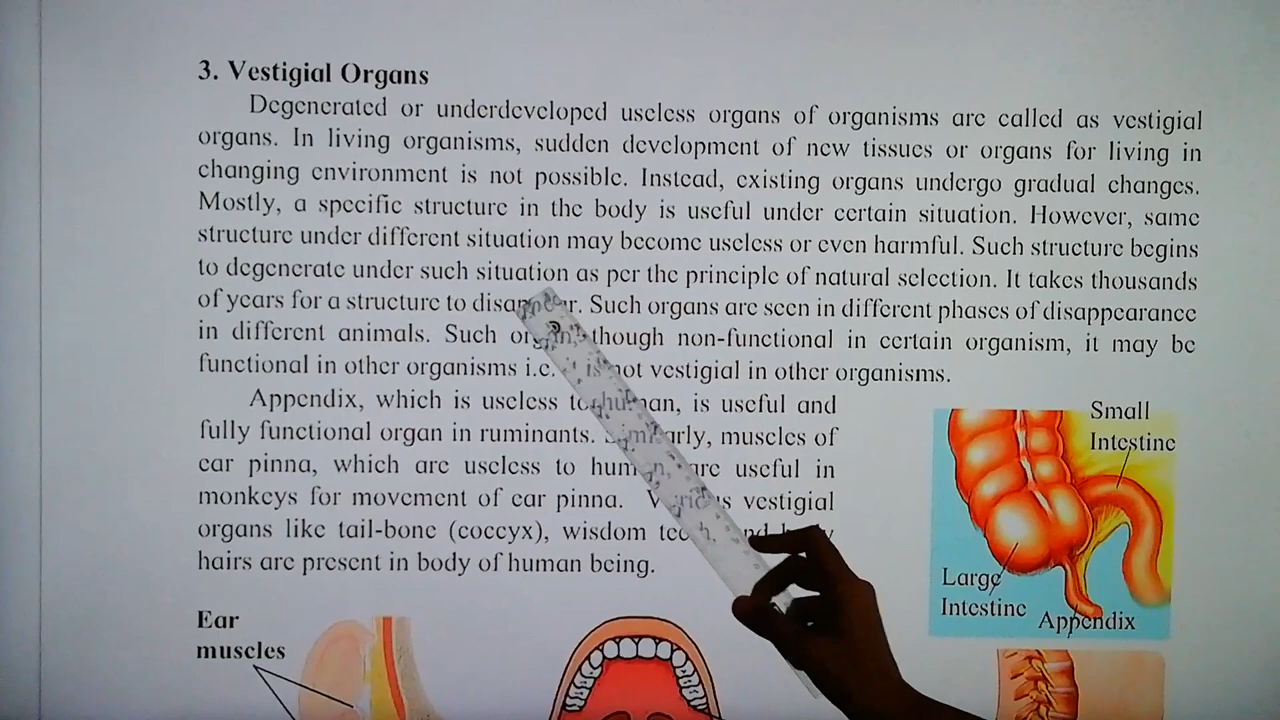 3. Vestigial Organs
Degenerated or underdeveloped useless organs of organisms are called as vestigial
organs. In living organisms, sudden development of new tissues or organs for living in
changing environment is not possible. Instead, existing organs undergo gradual changes.
Mostly, a specific structure in the body is useful under certain situation. However, same
structure under different situation may become useless or even harmful. Such structure begins
to degenerate under such situation as per the principle of natural selection. It takes thousands
of years for a structure to disappear. Such organs are seen in different phases of disappearance
in different animals. Such though non-functional in certain organism, it may be
functional in other organisms i.e. is not vestigial in other organisms.
Appendix, which is useless to human, is useful and
fully functional organ in ruminants. Similarly, muscles of
ear pinna, which are useless to human, are useful in
monkeys for movement of ear pinna. Various vestigial
organs like tail-bone (coccyx), wisdom teeth, and body
hairs are present in body of human being.
Small
Intestine
Large
Intestine
Appendix
Ear
muscles